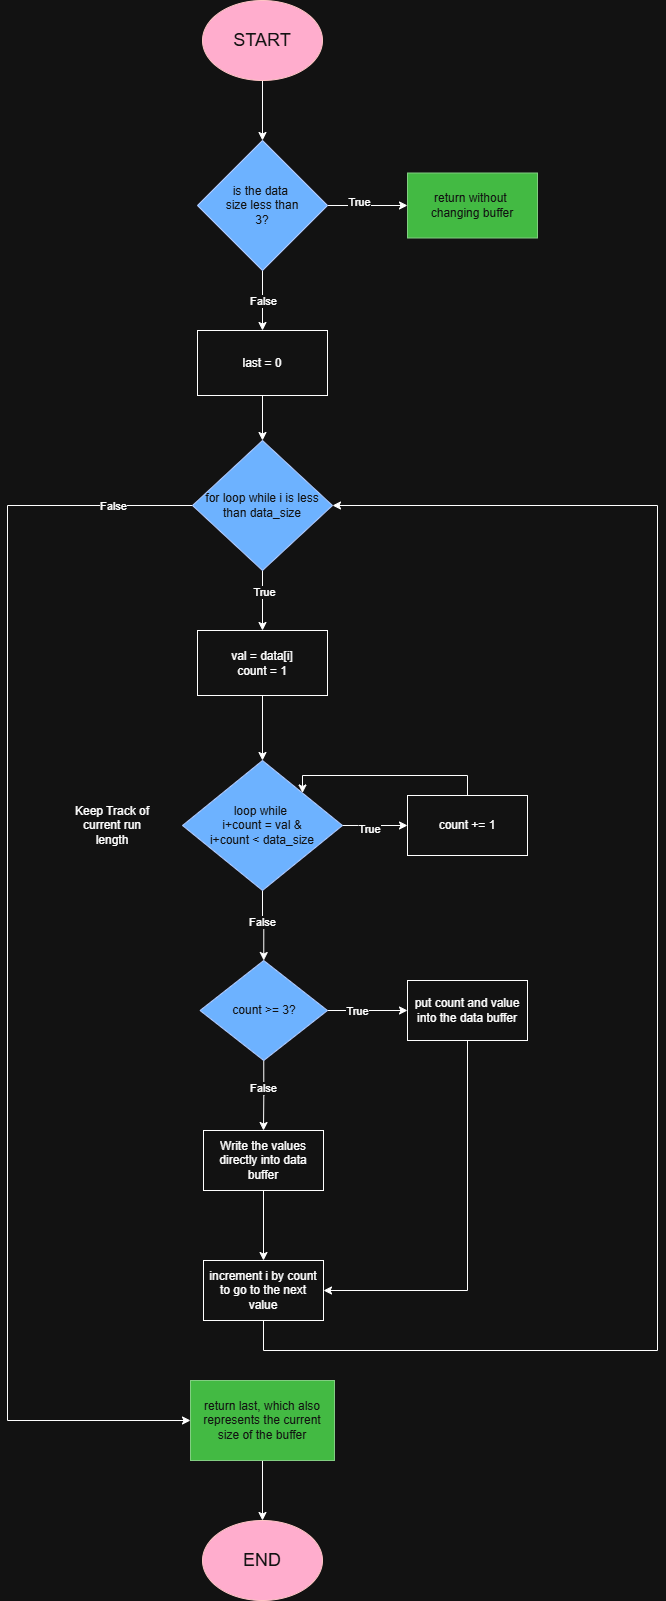 START
is the data
size less than
3?
True
return without
changing buffer
False
last = 0
for loop while i is less
than data_size
False
True
val = data[i]
count = 1
Keep Track of
current run
length
loop while
i+count = val &
i+count < data_size
True
count += 1
False
count >= 3?
True
put count and value
into the data buffer
False
Write the values
directly into data
buffer
increment i by count
to go to the next
value
return last, which also
represents the current
size of the buffer
END